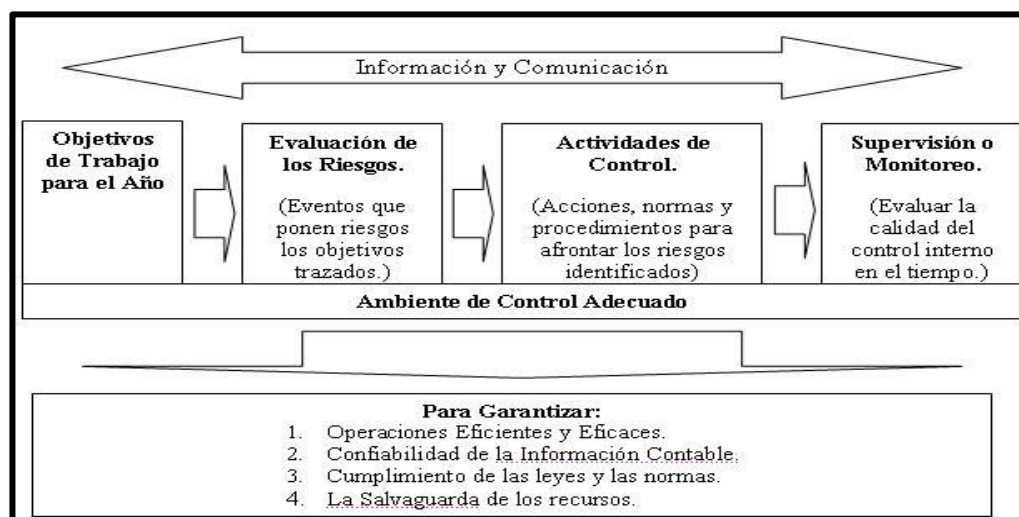 Información y Comunicación
Objetivos
de Trabajo
para el Año
Evaluación de
los Riesgos.
(Eventos que
ponen riesgos
los objetivos
trazados.)
Actividades de
Control.
(Acciones, normas y
procedimientos para
afrontar los riesgos
identificados)
Supervisión o
Monitoreo.
(Evaluar la
calidad del
control interno
en el tiempo.)
Ambiente de Control Adecuado
Para Garantizar:
1. Operaciones Eficientes y Eficaces.
2. Confiabilidad de la Información Contable.
3. Cumplimiento de las leyes y las normas.
4. La Salvaguarda de los recursos.